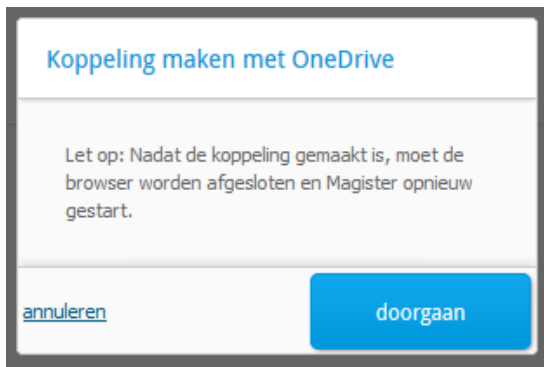 Koppeling maken met OneDrive
Let op: Nadat de koppeling gemaakt is, moet de
browser worden afgesloten en Magister opnieuw
gestart.
annuleren
doorgaan